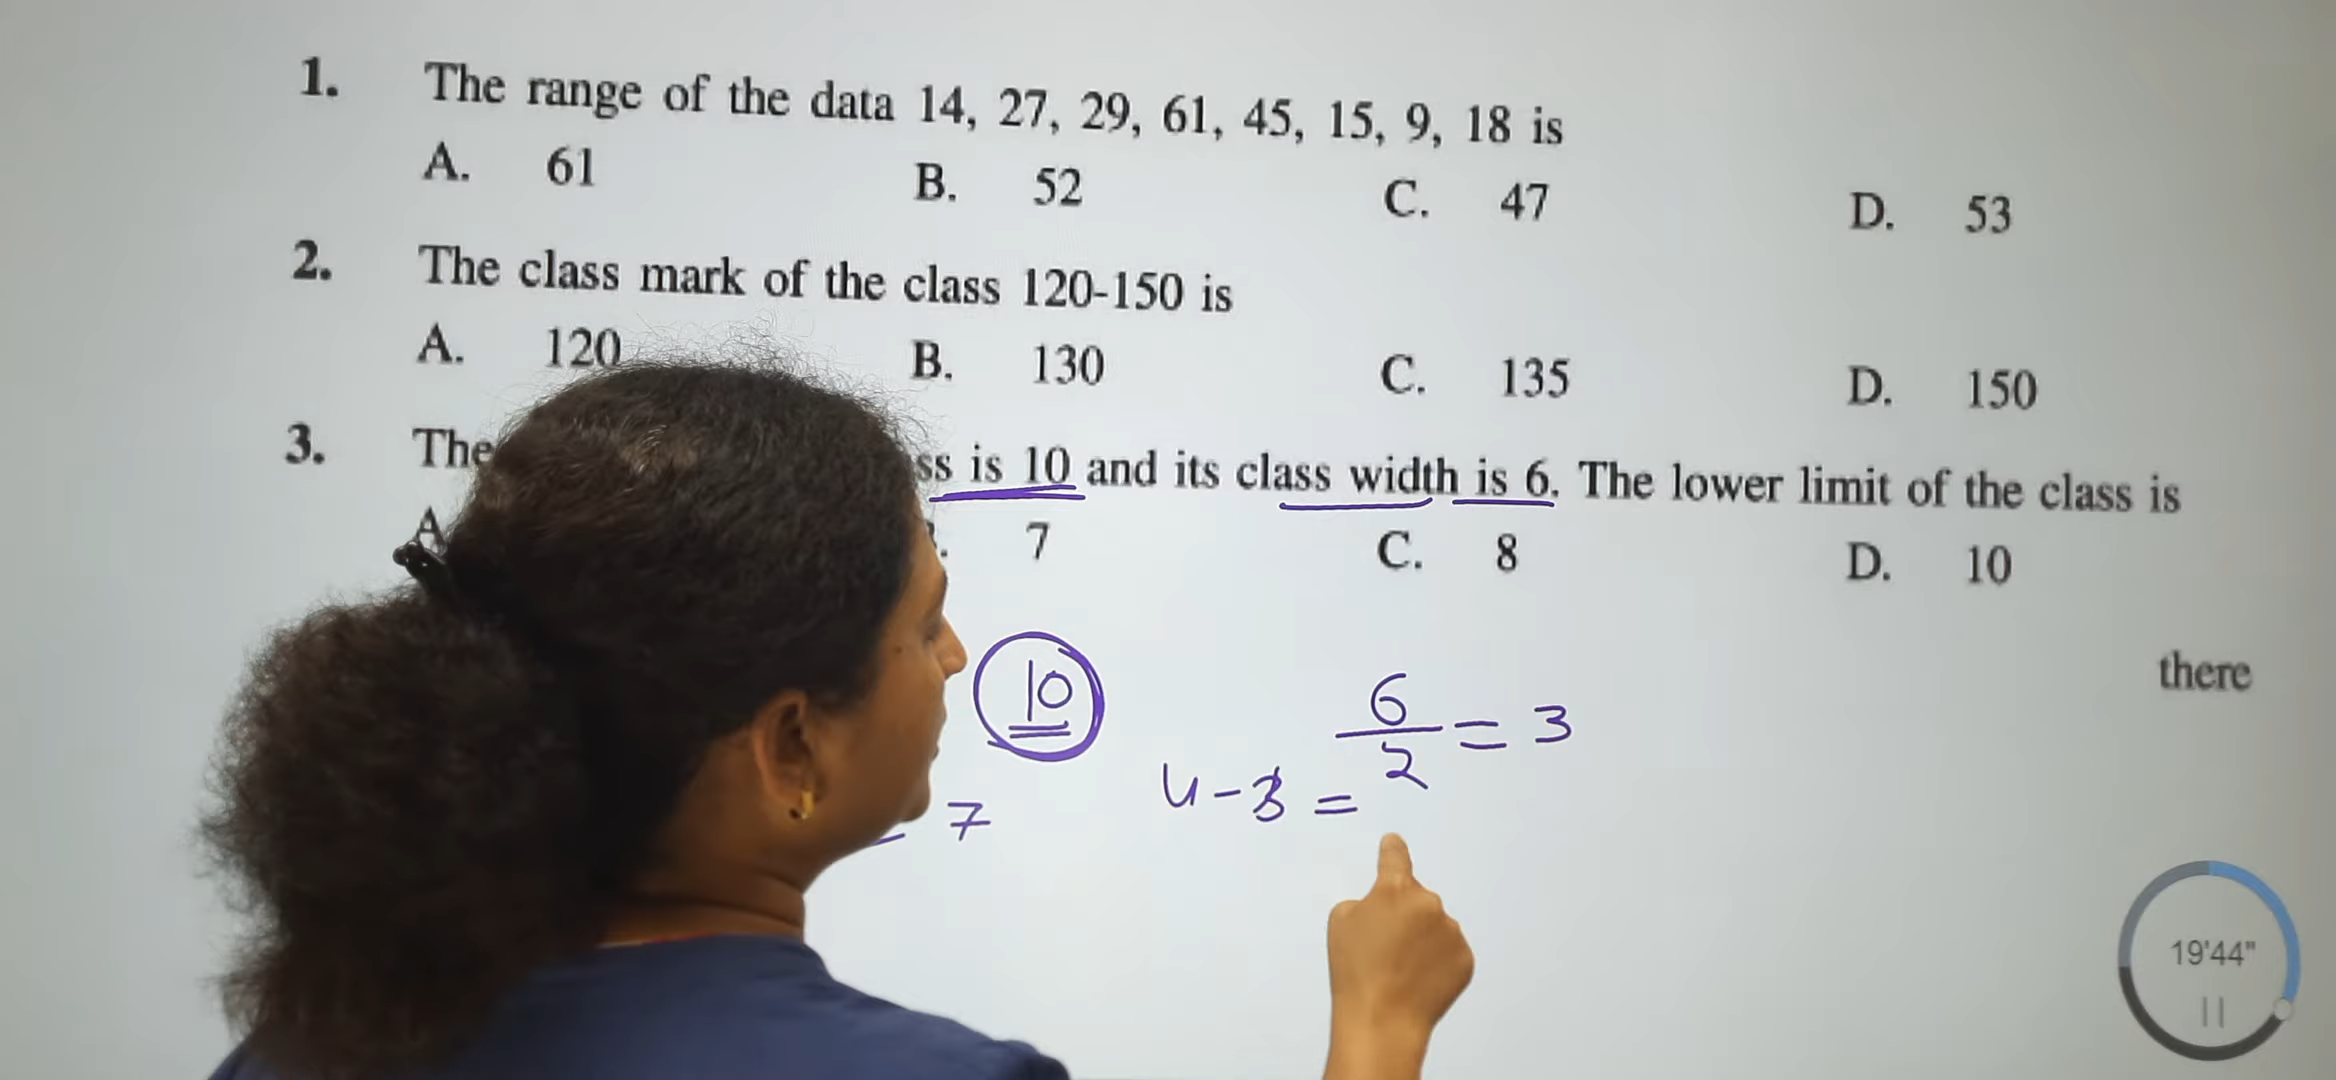 1. The range of the data 14, 27, 29, 61, 45, 15, 9, 18 is
A. 61 B. 52 C. 47 D. 53
2. The class mark of the class 120-150 is
A. 120 B. 130 C. 135 D. 150
3. The ss is 10 and its class width is 6. The lower limit of the class is
A . 7 C. 8 D. 10
there
10
6/2 = 3
4-3 =
7
19'44"